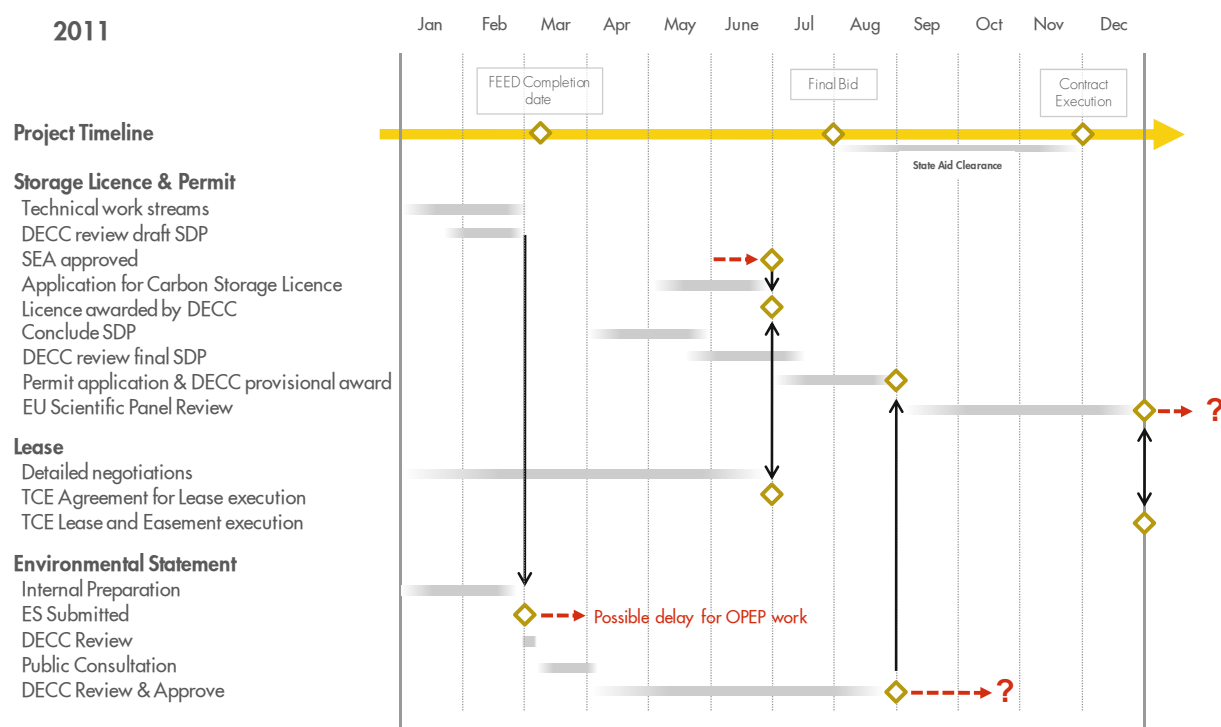 2011
Jan Feb Mar Apr May June Jul Aug Sep Oct Nov Dec
FEED Completion
date
Final Bid
Contract
Execution
Project Timeline
State Aid Clearance
Storage Licence & Permit
Technical work streams
DECC review draft SDP
SEA approved
Application for Carbon Storage Licence
Licence awarded by DECC
Conclude SDP
DECC review final SDP
Permit application & DECC provisional award
EU Scientific Panel Review
?
Lease
Detailed negotiations
TCE Agreement for Lease execution
TCE Lease and Easement execution
Environmental Statement
Internal Preparation
ES Submitted
Possible delay for OPEP work
DECC Review
Public Consultation
DECC Review & Approve
?